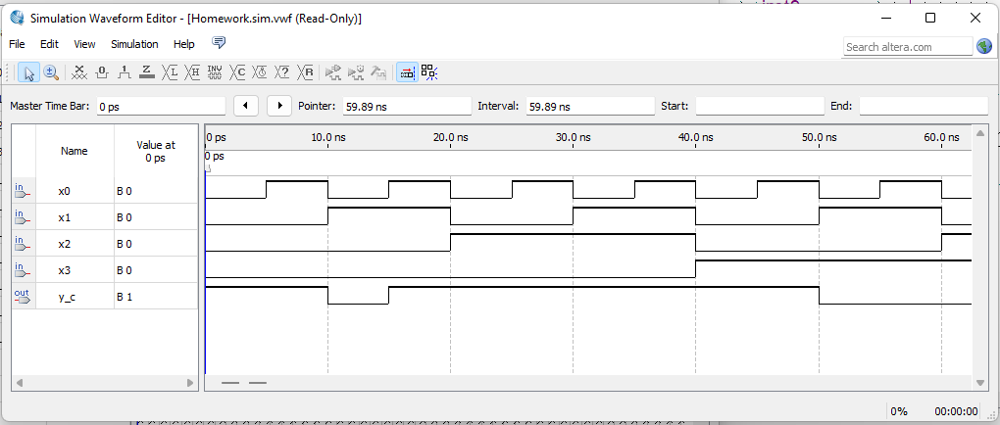 Simulation Waveform Editor - [Homework.sim.vwf (Read-Only)]
File Edit View Simulation Help
Search altera.com
Master Time Bar: 0 ps Pointer: 59.89 ns Interval: 59.89 ns Start: End:
Name Value at 0 ps
0 ps 10.0 ns 20.0 ns 30.0 ns 40.0 ns 50.0 ns 60.0 ns
0 ps
in x0 B 0
in x1 B 0
in x2 B 0
in x3 B 0
out y_c B 1
0% 00:00:00